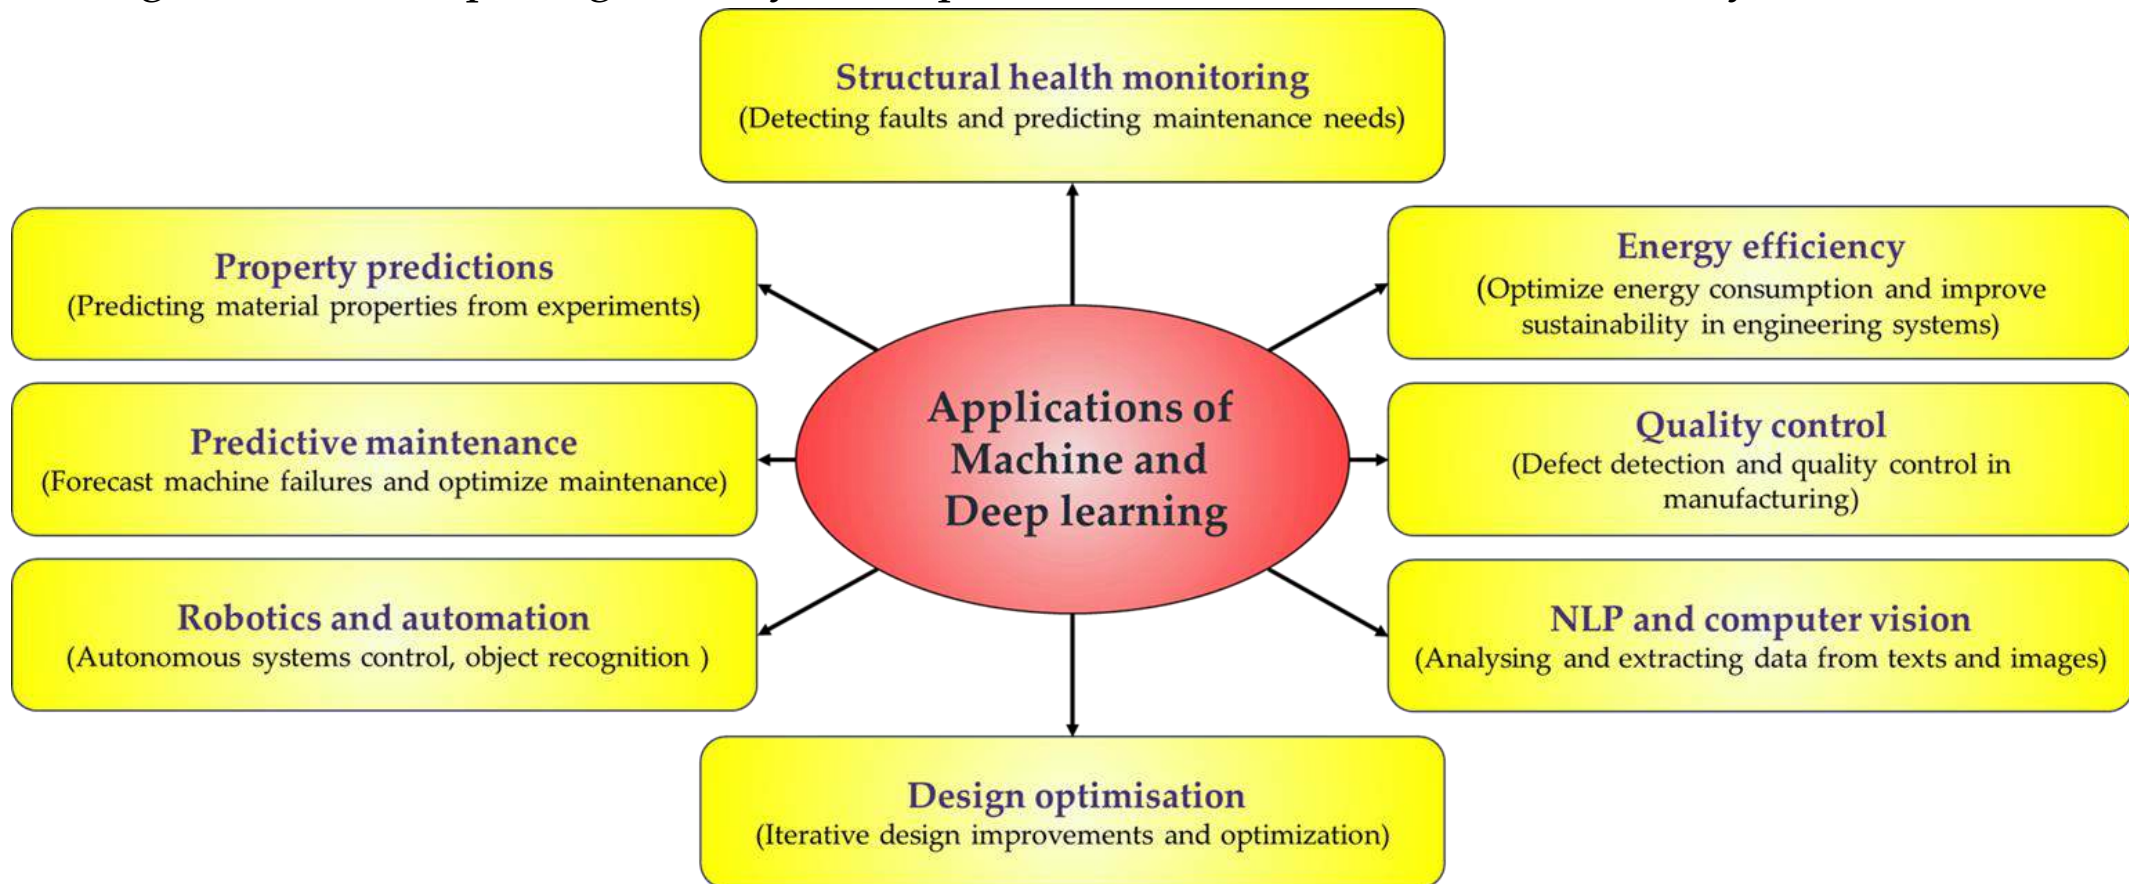 Structural health monitoring
(Detecting faults and predicting maintenance needs)
Property predictions
(Predicting material properties from experiments)
Energy efficiency
(Optimize energy consumption and improve
sustainability in engineering systems)
Applications of
Machine and
Deep learning
Predictive maintenance
(Forecast machine failures and optimize maintenance)
Quality control
(Defect detection and quality control in
manufacturing)
Robotics and automation
(Autonomous systems control, object recognition )
NLP and computer vision
(Analysing and extracting data from texts and images)
Design optimisation
(Iterative design improvements and optimization)